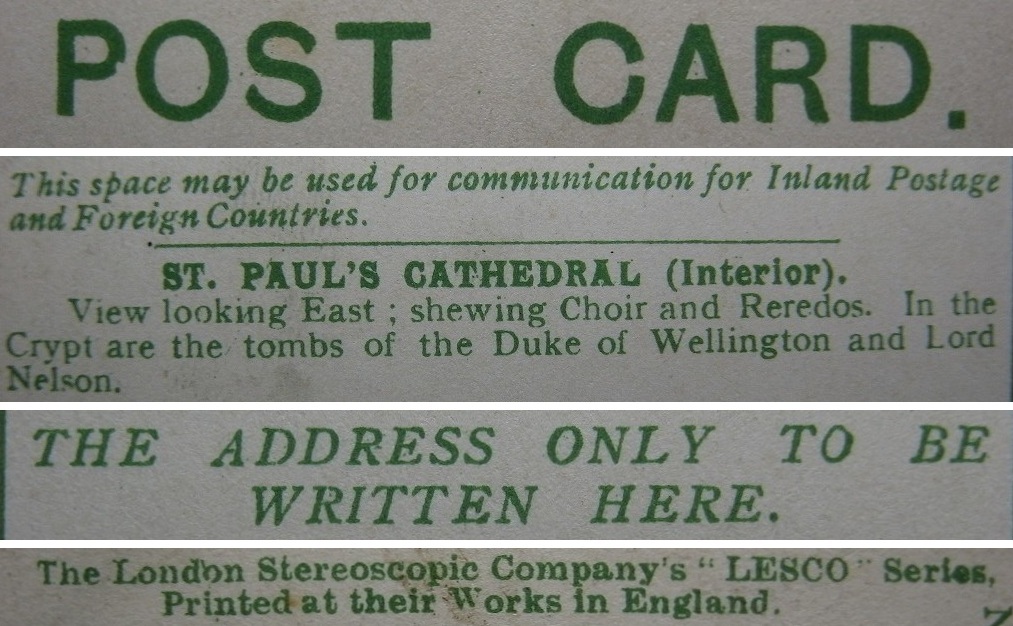 POST CARD.
This space may be used for communication for Inland Postage
and Foreign Countries.
ST. PAUL'S CATHEDRAL (Interior).
View looking East ; shewing Choir and Reredos. In the
Crypt are the tombs of the Duke of Wellington and Lord
Nelson.
THE ADDRESS ONLY TO BE
WRITTEN HERE.
The London Stereoscopic Company's "LESCO" Series,
Printed at their Works in England.